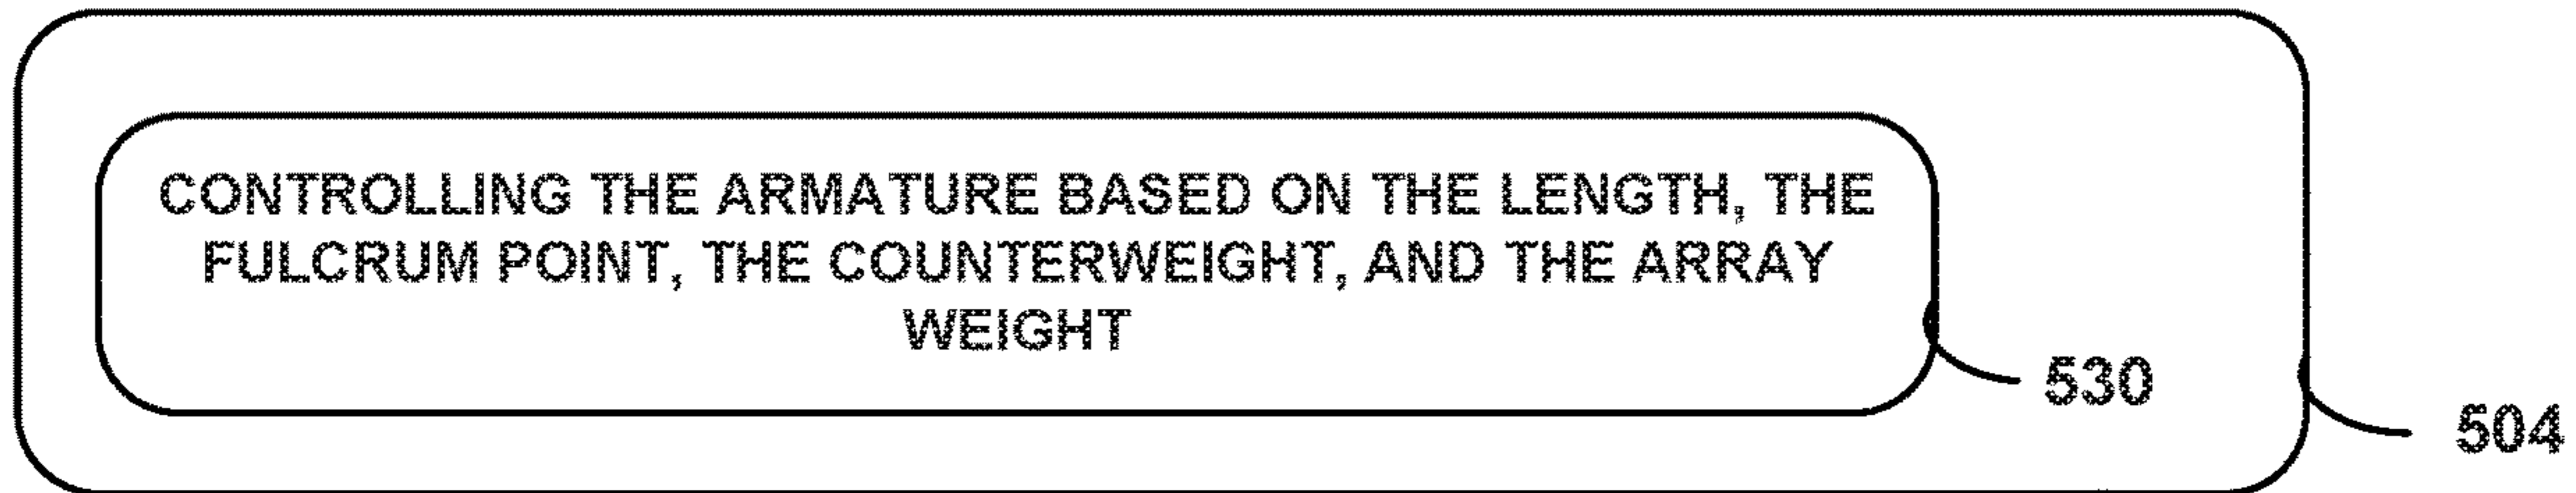 CONTROLLING THE ARMATURE BASED ON THE LENGTH, THE
FULCRUM POINT, THE COUNTERWEIGHT, AND THE ARRAY
WEIGHT
530
504